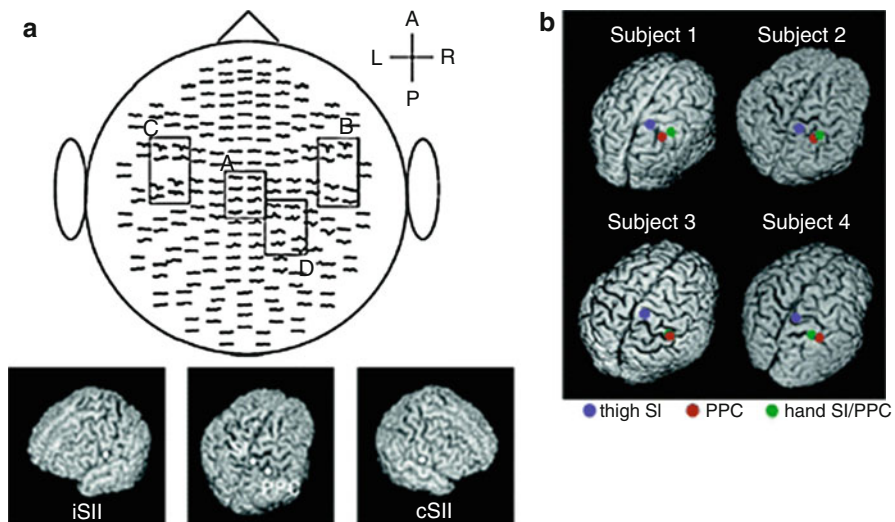 a
A
L R
P
C
B
A
D
iSII
PPC
cSII
b
Subject 1 Subject 2
Subject 3 Subject 4
thigh SI PPC hand SI/PPC